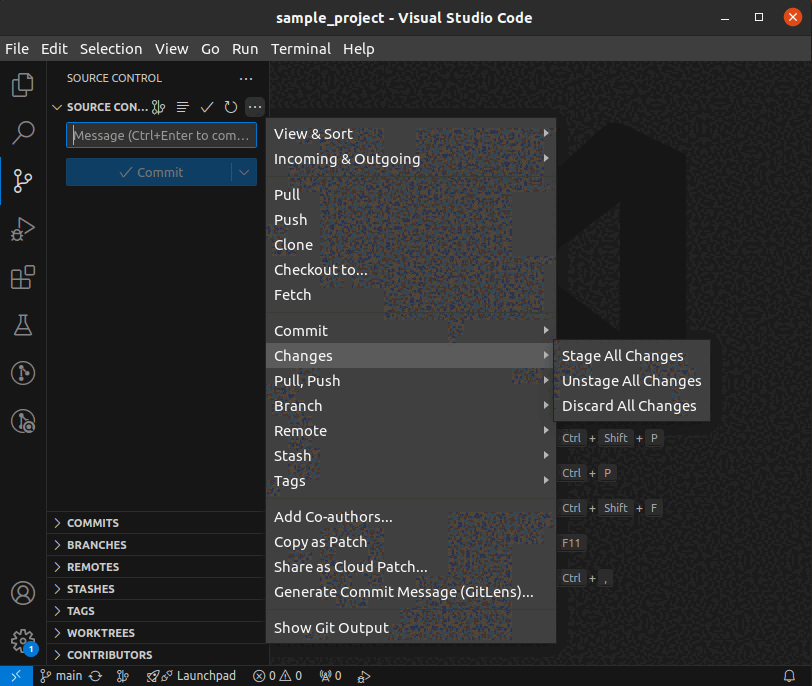 sample_project - Visual Studio Code
File Edit Selection View Go Run Terminal Help
SOURCE CONTROL
SOURCE CON...
Message (Ctrl+Enter to com...
Commit
View & Sort
Incoming & Outgoing
Pull
Push
Clone
Checkout to...
Fetch
Commit
Changes
Pull, Push
Branch
Remote
Stash
Tags
Add Co-authors...
Copy as Patch
Share as Cloud Patch...
Generate Commit Message (GitLens)...
Show Git Output
Stage All Changes
Unstage All Changes
Discard All Changes
Ctrl + Shift + P
Ctrl + P
Ctrl + Shift + F
F11
Ctrl + ,
COMMITS
BRANCHES
REMOTES
STASHES
TAGS
WORKTREES
CONTRIBUTORS
1
main Launchpad 0 0 0